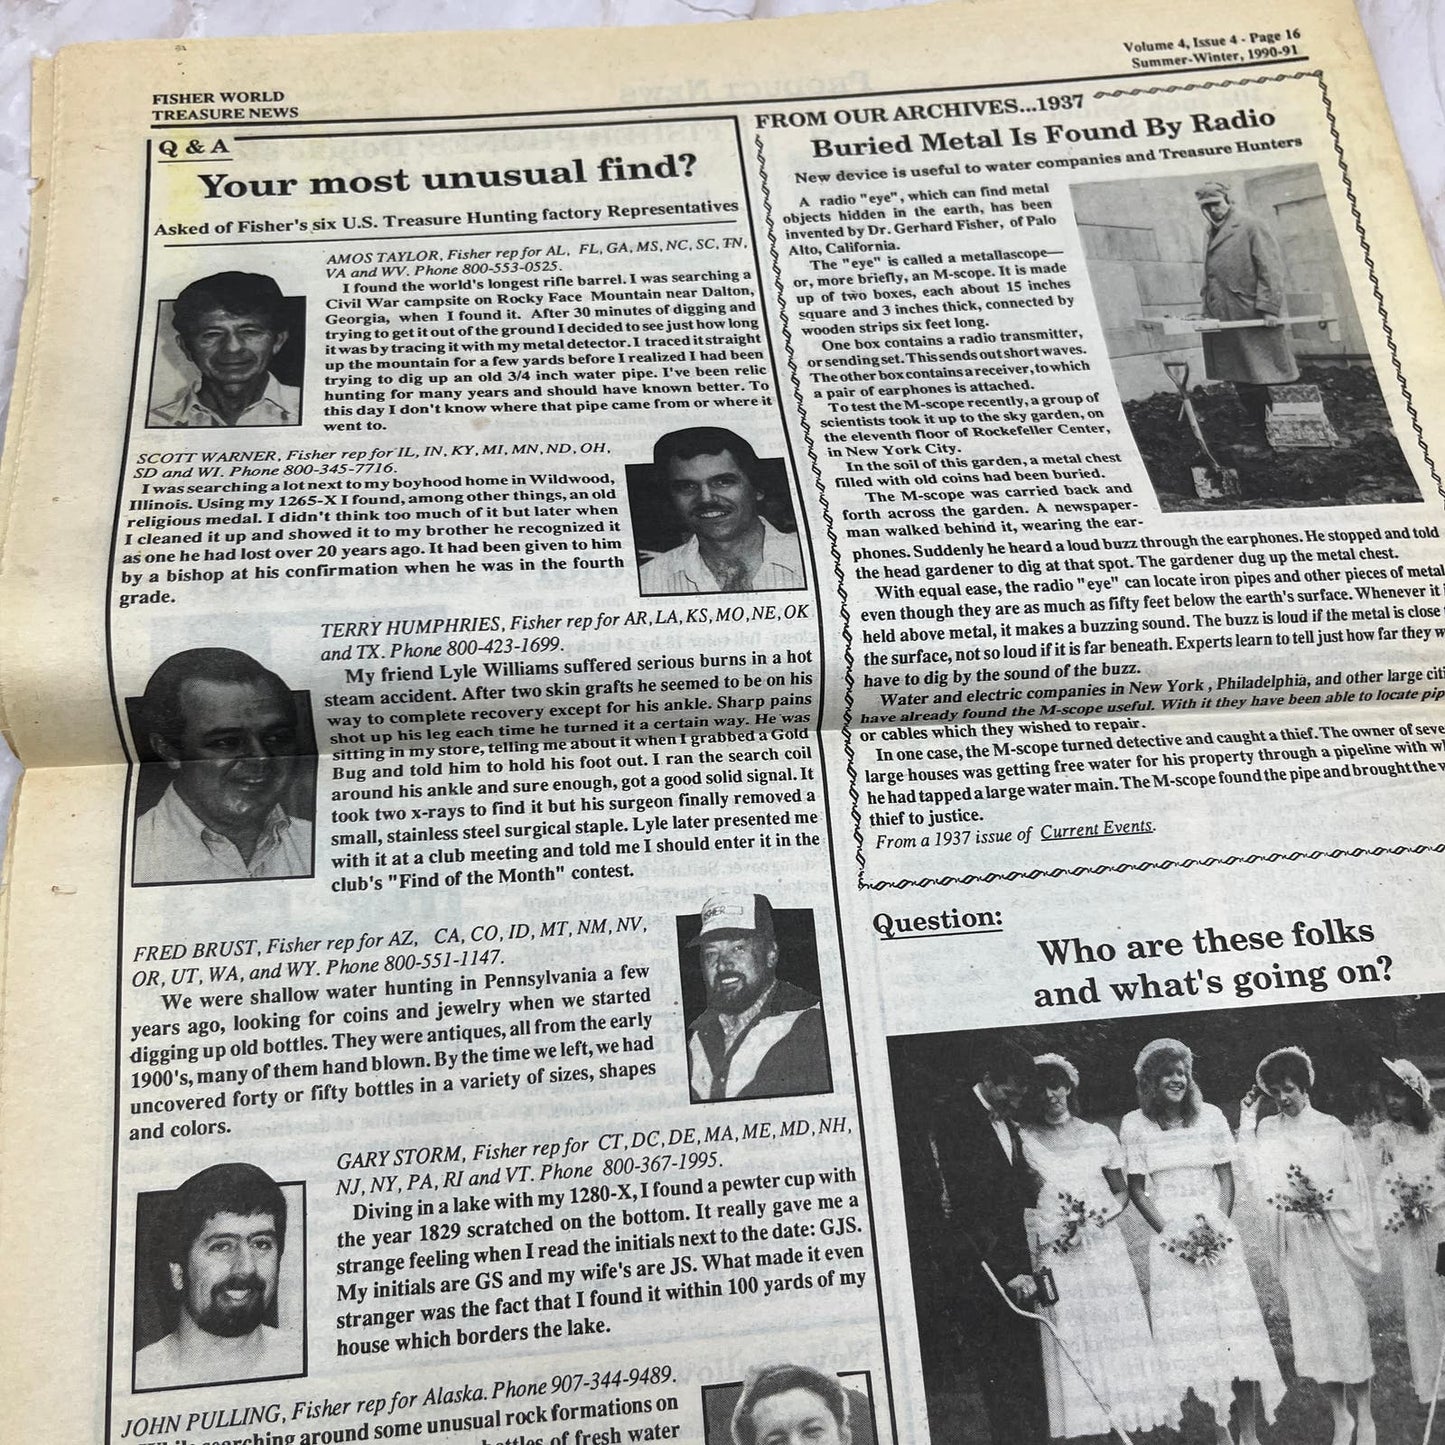 FISHER WORLD
TREASURE NEWS
Volume 4, Issue 4 - Page 16
Summer-Winter, 1990-91
Q & A
Your most unusual find?
Asked of Fisher's six U.S. Treasure Hunting factory Representatives
AMOS TAYLOR, Fisher rep for AL, FL, GA, MS, NC, SC, TN,
VA and WV. Phone 800-553-0525.
I found the world's longest rifle barrel. I was searching a
Civil War campsite on Rocky Face Mountain near Dalton,
Georgia, when I found it. After 30 minutes of digging and
trying to get it out of the ground I decided to see just how long
it was by tracing it with my metal detector. I traced it straight
up the mountain for a few yards before I realized I had been
trying to dig up an old 3/4 inch water pipe. I've been relic
hunting for many years and should have known better. To
this day I don't know where that pipe came from or where it
went to.
SCOTT WARNER, Fisher rep for IL, IN, KY, MI, MN, ND, OH,
SD and WI. Phone 800-345-7716.
I was searching a lot next to my boyhood home in Wildwood,
Illinois. Using my 1265-X I found, among other things, an old
religious medal. I didn't think too much of it but later when
I cleaned it up and showed it to my brother he recognized it
as one he had lost over 20 years ago. It had been given to him
by a bishop at his confirmation when he was in the fourth
grade.
TERRY HUMPHRIES, Fisher rep for AR, LA, KS, MO, NE, OK
and TX. Phone 800-423-1699.
My friend Lyle Williams suffered serious burns in a hot
steam accident. After two skin grafts he seemed to be on his
way to complete recovery except for his ankle. Sharp pains
shot up his leg each time he turned it a certain way. He was
sitting in my store, telling me about it when I grabbed a Gold
Bug and told him to hold his foot out. I ran the search coil
around his ankle and sure enough, got a good solid signal. It
took two x-rays to find it but his surgeon finally removed a
small, stainless steel surgical staple. Lyle later presented me
with it at a club meeting and told me I should enter it in the
club's "Find of the Month" contest.
FRED BRUST, Fisher rep for AZ, CA, CO, ID, MT, NM, NV,
OR, UT, WA, and WY. Phone 800-551-1147.
We were shallow water hunting in Pennsylvania a few
years ago, looking for coins and jewelry when we started
digging up old bottles. They were antiques, all from the early
1900's, many of them hand blown. By the time we left, we had
uncovered forty or fifty bottles in a variety of sizes, shapes
and colors.
GARY STORM, Fisher rep for CT, DC, DE, MA, ME, MD, NH,
NJ, NY, PA, RI and VT. Phone 800-367-1995.
Diving in a lake with my 1280-X, I found a pewter cup with
the year 1829 scratched on the bottom. It really gave me a
strange feeling when I read the initials next to the date: GJS.
My initials are GS and my wife's are JS. What made it even
stranger was the fact that I found it within 100 yards of my
house which borders the lake.
JOHN PULLING, Fisher rep for Alaska. Phone 907-344-9489.
searching around some unusual rock formations on
of fresh water
FROM OUR ARCHIVES...1937
Buried Metal Is Found By Radio
New device is useful to water companies and Treasure Hunters
A radio "eye", which can find metal
objects hidden in the earth, has been
invented by Dr. Gerhard Fisher, of Palo
Alto, California.
The "eye" is called a metallascope—
or, more briefly, an M-scope. It is made
up of two boxes, each about 15 inches
square and 3 inches thick, connected by
wooden strips six feet long.
One box contains a radio transmitter,
or sending set. This sends out short waves.
The other box contains a receiver, to which
a pair of earphones is attached.
To test the M-scope recently, a group of
scientists took it up to the sky garden, on
the eleventh floor of Rockefeller Center,
in New York City.
In the soil of this garden, a metal chest
filled with old coins had been buried.
The M-scope was carried back and
forth across the garden. A newspaper-
man walked behind it, wearing the ear-
phones. Suddenly he heard a loud buzz through the earphones. He stopped and told
the head gardener to dig at that spot. The gardener dug up the metal chest.
With equal ease, the radio "eye" can locate iron pipes and other pieces of metal
even though they are as much as fifty feet below the earth's surface. Whenever it i
held above metal, it makes a buzzing sound. The buzz is loud if the metal is close
the surface, not so loud if it is far beneath. Experts learn to tell just how far they w
have to dig by the sound of the buzz.
Water and electric companies in New York, Philadelphia, and other large citi
have already found the M-scope useful. With it they have been able to locate pip
or cables which they wished to repair.
In one case, the M-scope turned detective and caught a thief. The owner of seve
large houses was getting free water for his property through a pipeline with wh
he had tapped a large water main. The M-scope found the pipe and brought the w
thief to justice.
From a 1937 issue of Current Events.
Question:
Who are these folks
and what's going on?